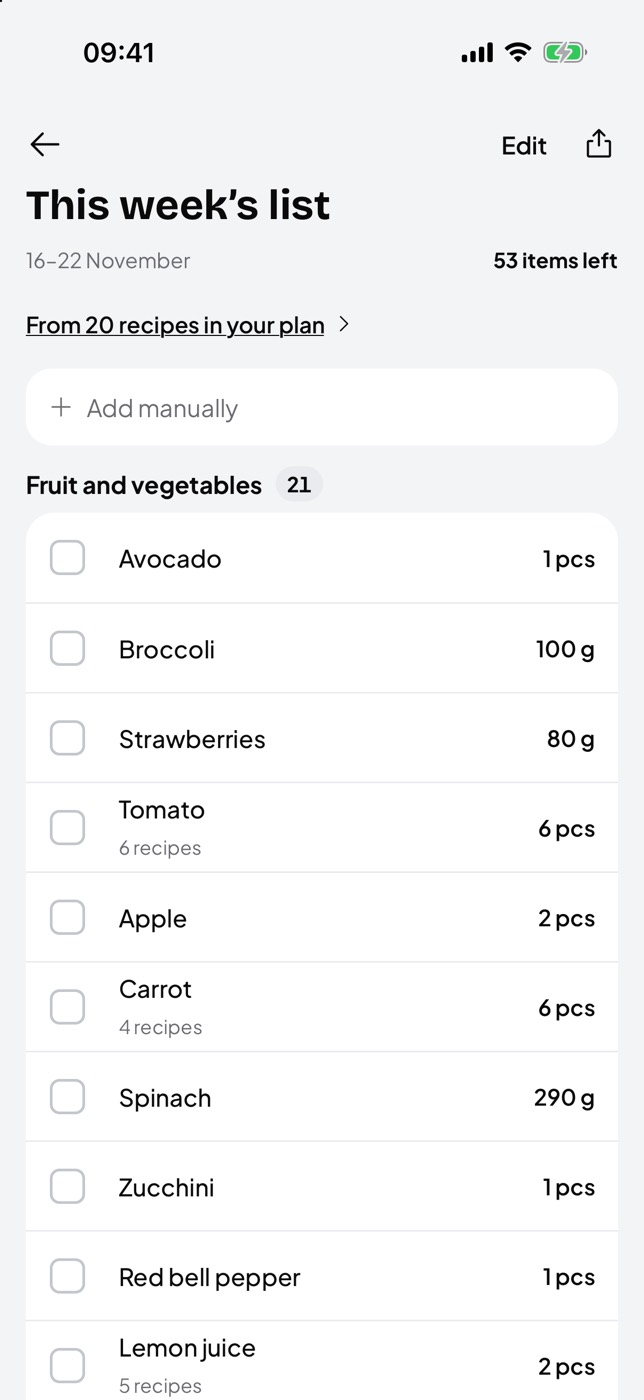 09:41
Edit
This week's list
16–22 November
53 items left
From 20 recipes in your plan
Add manually
Fruit and vegetables 21
Avocado 1 pcs
Broccoli 100 g
Strawberries 80 g
Tomato
6 recipes
6 pcs
Apple 2 pcs
Carrot
4 recipes
6 pcs
Spinach 290 g
Zucchini 1 pcs
Red bell pepper 1 pcs
Lemon juice
5 recipes
2 pcs